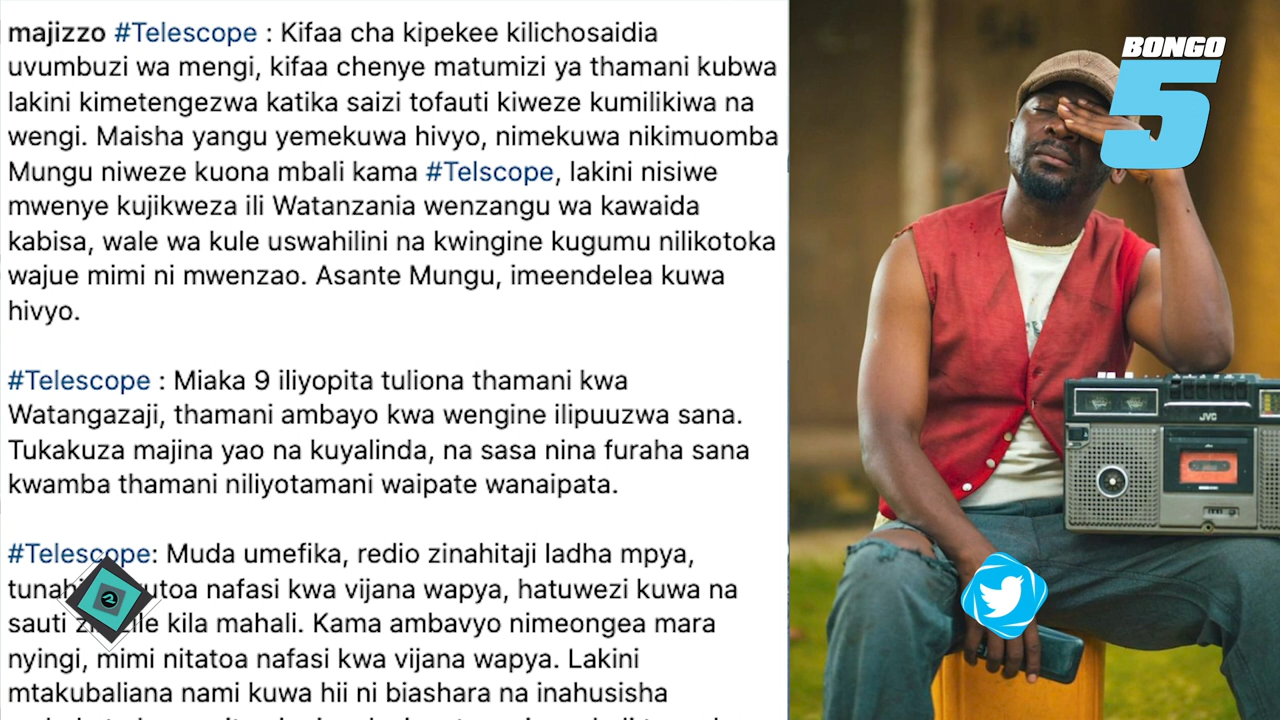 majizzo #Telescope : Kifaa cha kipekee kilichosaidia
uvumbuzi wa mengi, kifaa chenye matumizi ya thamani kubwa
lakini kimetengezwa katika saizi tofauti kiweze kumilikiwa na
wengi. Maisha yangu yemekuwa hivyo, nimekuwa nikimuomba
Mungu niweze kuona mbali kama #Telscope, lakini nisiwe
mwenye kujikweza ili Watanzania wenzangu wa kawaida
kabisa, wale wa kule uswahilini na kwingine kugumu nilikotoka
wajue mimi ni mwenzao. Asante Mungu, imeendelea kuwa
hivyo.
#Telescope : Miaka 9 iliyopita tuliona thamani kwa
Watangazaji, thamani ambayo kwa wengine ilipuuzwa sana.
Tukakuza majina yao na kuyalinda, na sasa nina furaha sana
kwamba thamani niliyotamani waipate wanaipata.
#Telescope: Muda umefika, redio zinahitaji ladha mpya,
kwa vijana wapya, hatuwezi kuwa na
sauti kila mahali. Kama ambavyo nimeongea mara
nyingi, mimi nitatoa nafasi kwa vijana wapya. Lakini
mtakubaliana nami kuwa hii ni biashara na inahusisha
BONGO
5
JVC